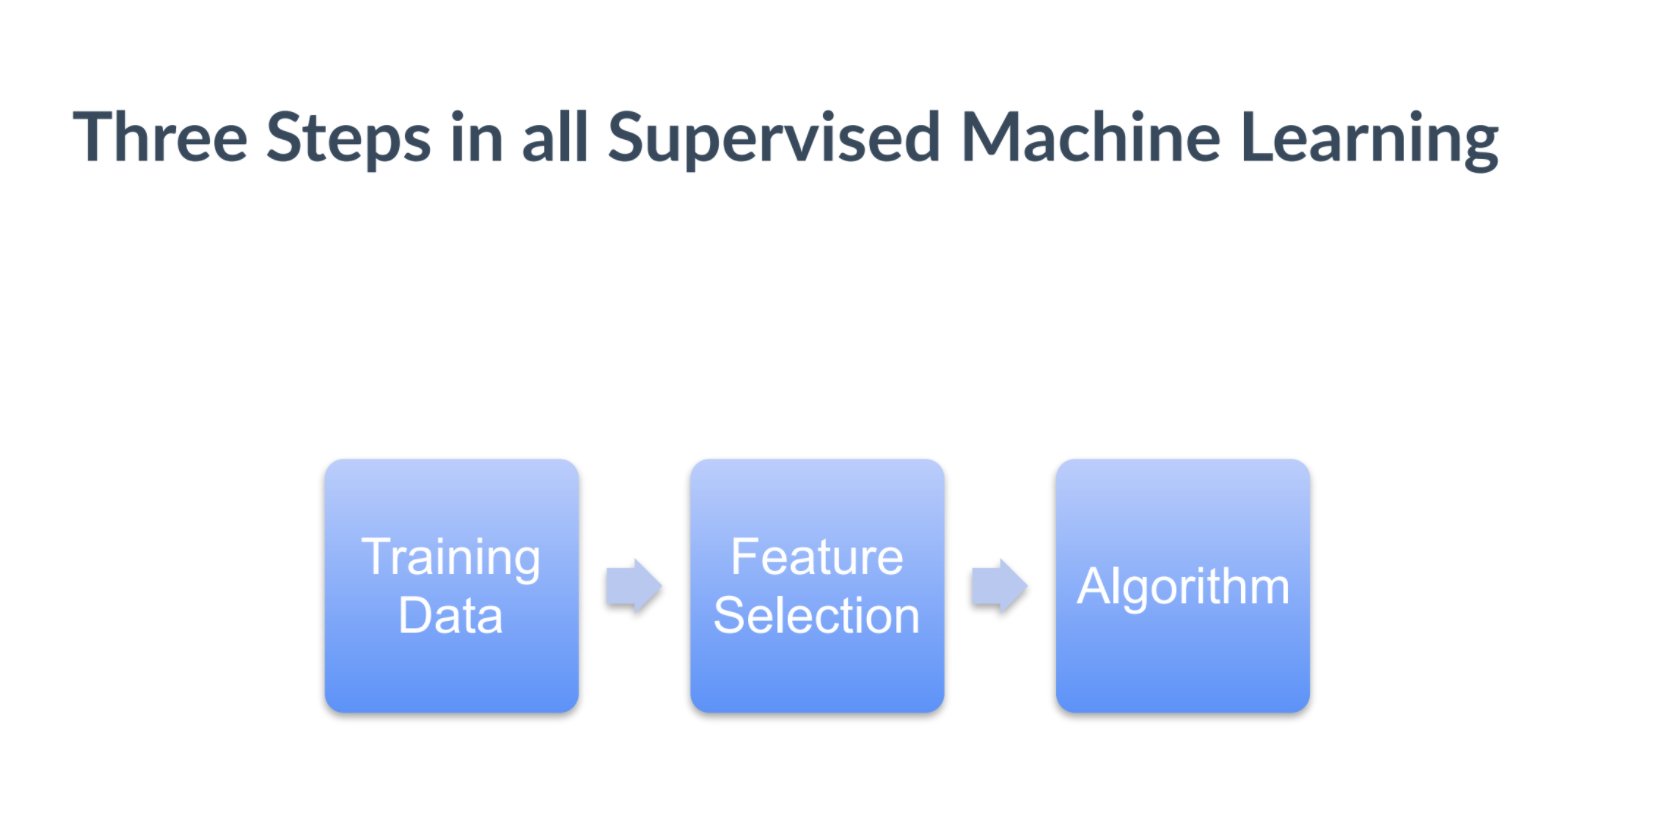 Three Steps in all Supervised Machine Learning
Training
Data
Feature
Selection
Algorithm